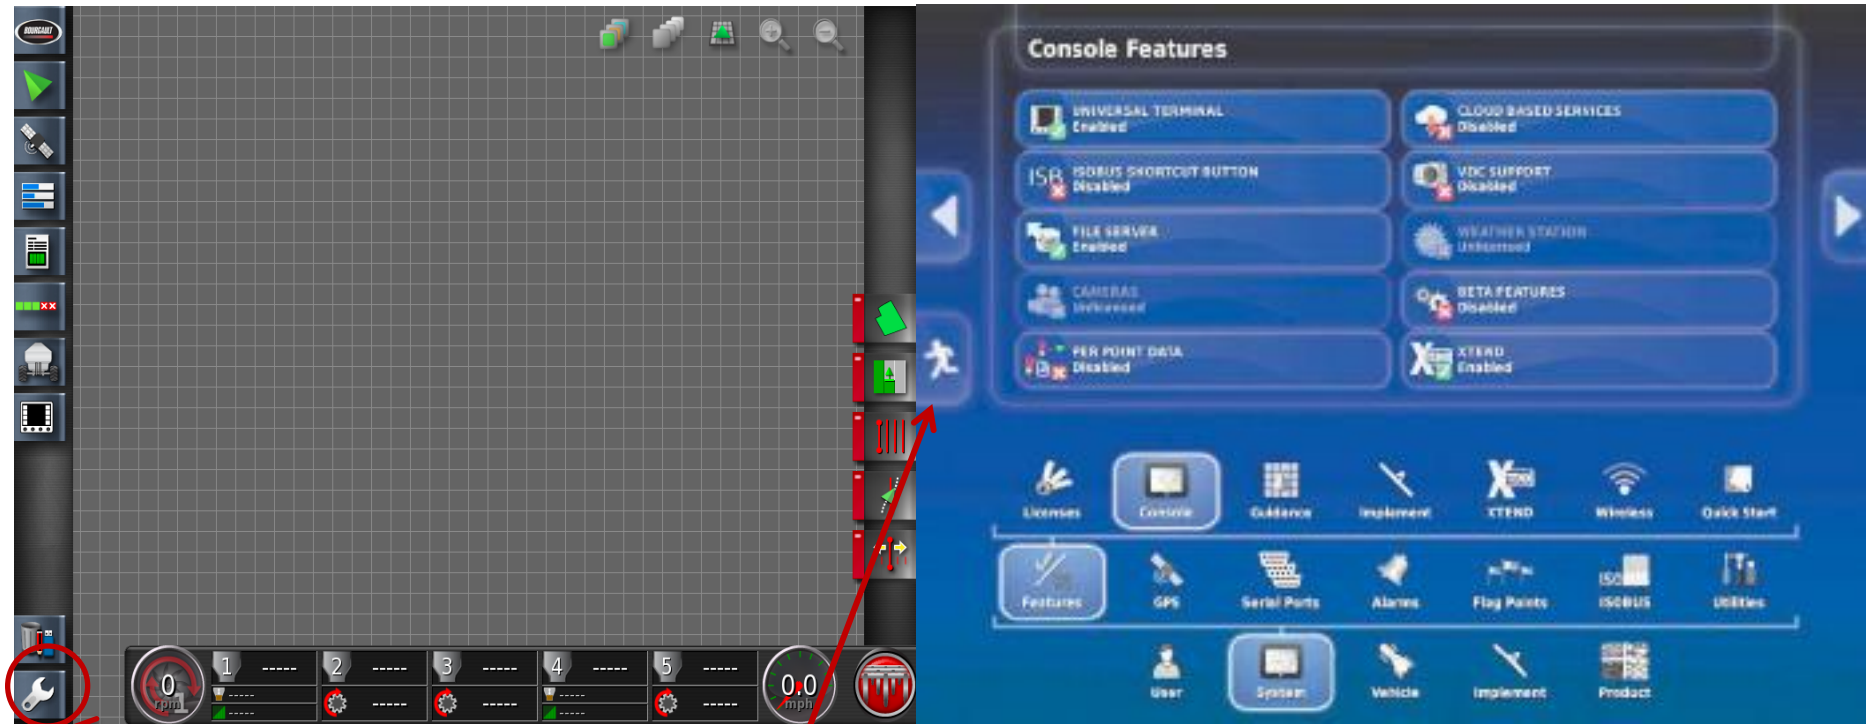 BOURGAULT
0
rpm
1
1 -----
-----
-----
2 -----
-----
3 -----
-----
4 -----
-----
-----
5 -----
-----
0.0
mph
Console Features
UNIVERSAL TERMINAL
Enabled
CLOUD BASED SERVICES
Disabled
ISB
ISOBUS SHORTCUT BUTTON
Disabled
VDC SUPPORT
Disabled
FILE SERVER
Enabled
WEATHER STATION
Unlicensed
CAMERAS
Unlicensed
BETA FEATURES
Disabled
PER POINT DATA
Disabled
XTEND
Enabled
Licenses
Console
Guidance
Implement
XTEND
Wireless
Quick Start
Features
GPS
Serial Ports
Alarms
Flag Points
ISO
ISOBUS
Utilities
User
System
Vehicle
Implement
Product